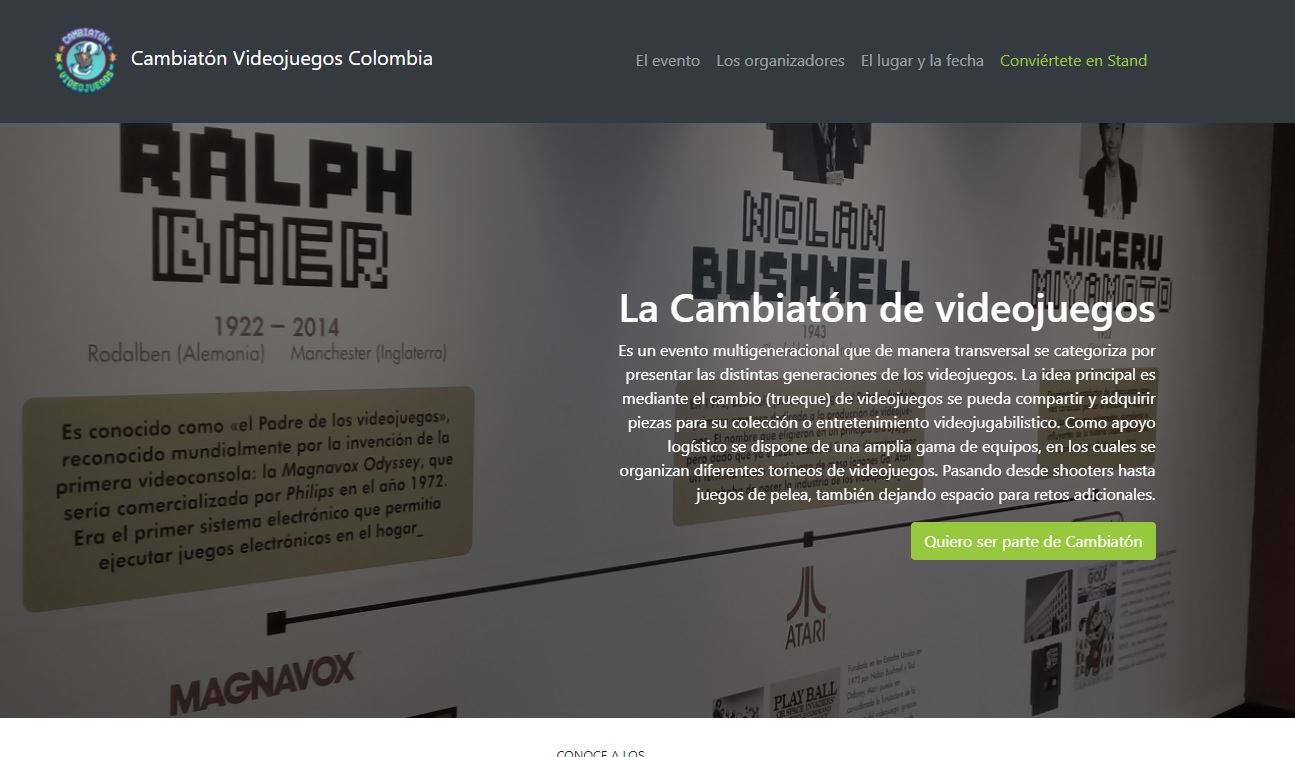 CAMBIATÓN
VIDEOJUEGOS
Cambiatón Videojuegos Colombia
El evento
Los organizadores
El lugar y la fecha
Conviértete en Stand
RALPH
BAER
1922 – 2014
Rodalben (Alemania) Manchester (Inglaterra)
Es conocido como «el Padre de los videojuegos»,
reconocido mundialmente por la invención de la
primera videoconsola: la Magnavox Odyssey, que
sería comercializada por Philips en el año 1972.
Era el primer sistema electrónico que permitía
ejecutar juegos electrónicos en el hogar_
MAGNAVOX
NOLAN
BUSHNELL
1943
SHIGERU
MIYAMOTO
La Cambiatón de videojuegos
Es un evento multigeneracional que de manera transversal se categoriza por
presentar las distintas generaciones de los videojuegos. La idea principal es
mediante el cambio (trueque) de videojuegos se pueda compartir y adquirir
piezas para su colección o entretenimiento videojugabilistico. Como apoyo
logístico se dispone de una amplia gama de equipos, en los cuales se
organizan diferentes torneos de videojuegos. Pasando desde shooters hasta
juegos de pelea, también dejando espacio para retos adicionales.
Quiero ser parte de Cambiatón
ATARI
PLAY BALL
GOLF
CONOCE A LOS